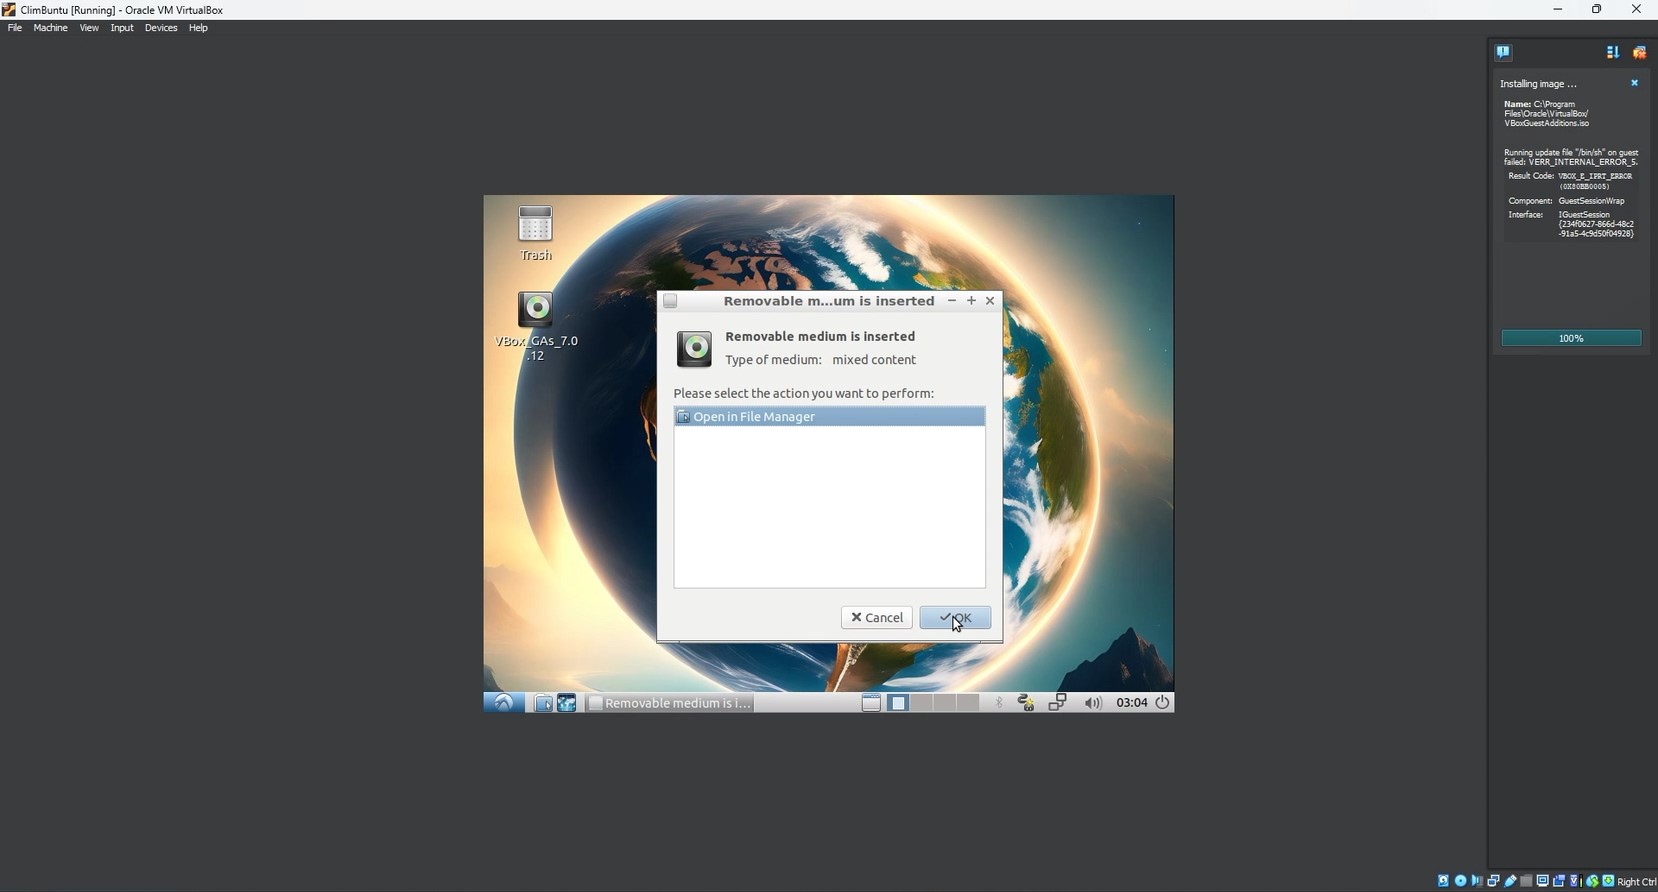 ClimBuntu [Running] - Oracle VM VirtualBox
File Machine View Input Devices Help
Trash
VBox_GAs_7.0
.12
Removable m...um is inserted
Removable medium is inserted
Type of medium: mixed content
Please select the action you want to perform:
Open in File Manager
Cancel
OK
Removable medium is i...
03:04
Installing image ...
Name: C:\Program
Files\Oracle\VirtualBox/
VBoxGuestAdditions.iso
Running update file "/bin/sh" on guest
failed: VERR_INTERNAL_ERROR_5.
Result Code: VBOX_E_IPRT_ERROR
(0X80BB0005)
Component: GuestSessionWrap
Interface: IGuestSession
{234f0627-866d-48c2
-91a5-4c9d50f04928}
100%
Right Ctrl